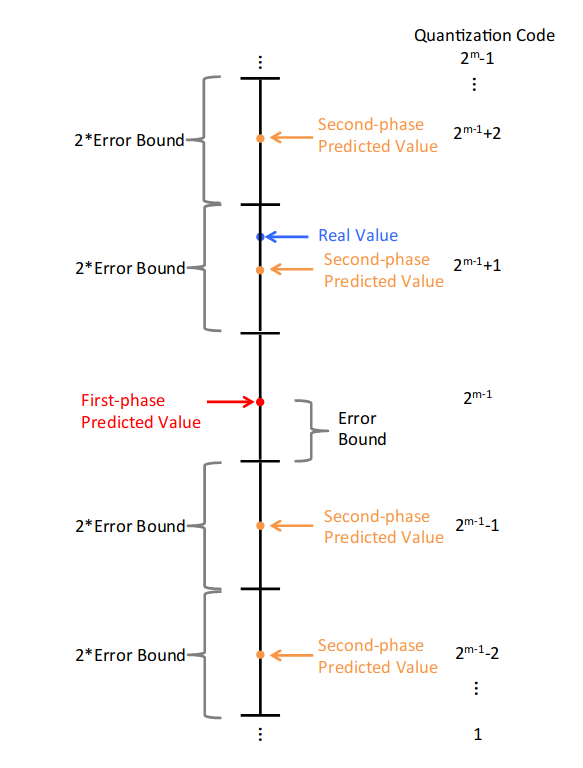 Quantization Code
2^m-1
⋮ ⋮
Second-phase
2*Error Bound Predicted Value 2^m-1+2
Real Value
2*Error Bound Second-phase 2^m-1+1
Predicted Value
First-phase 2^m-1
Predicted Value
Error
Bound
Second-phase
2*Error Bound Predicted Value 2^m-1-1
Second-phase
2*Error Bound Predicted Value 2^m-1-2
⋮ ⋮
1